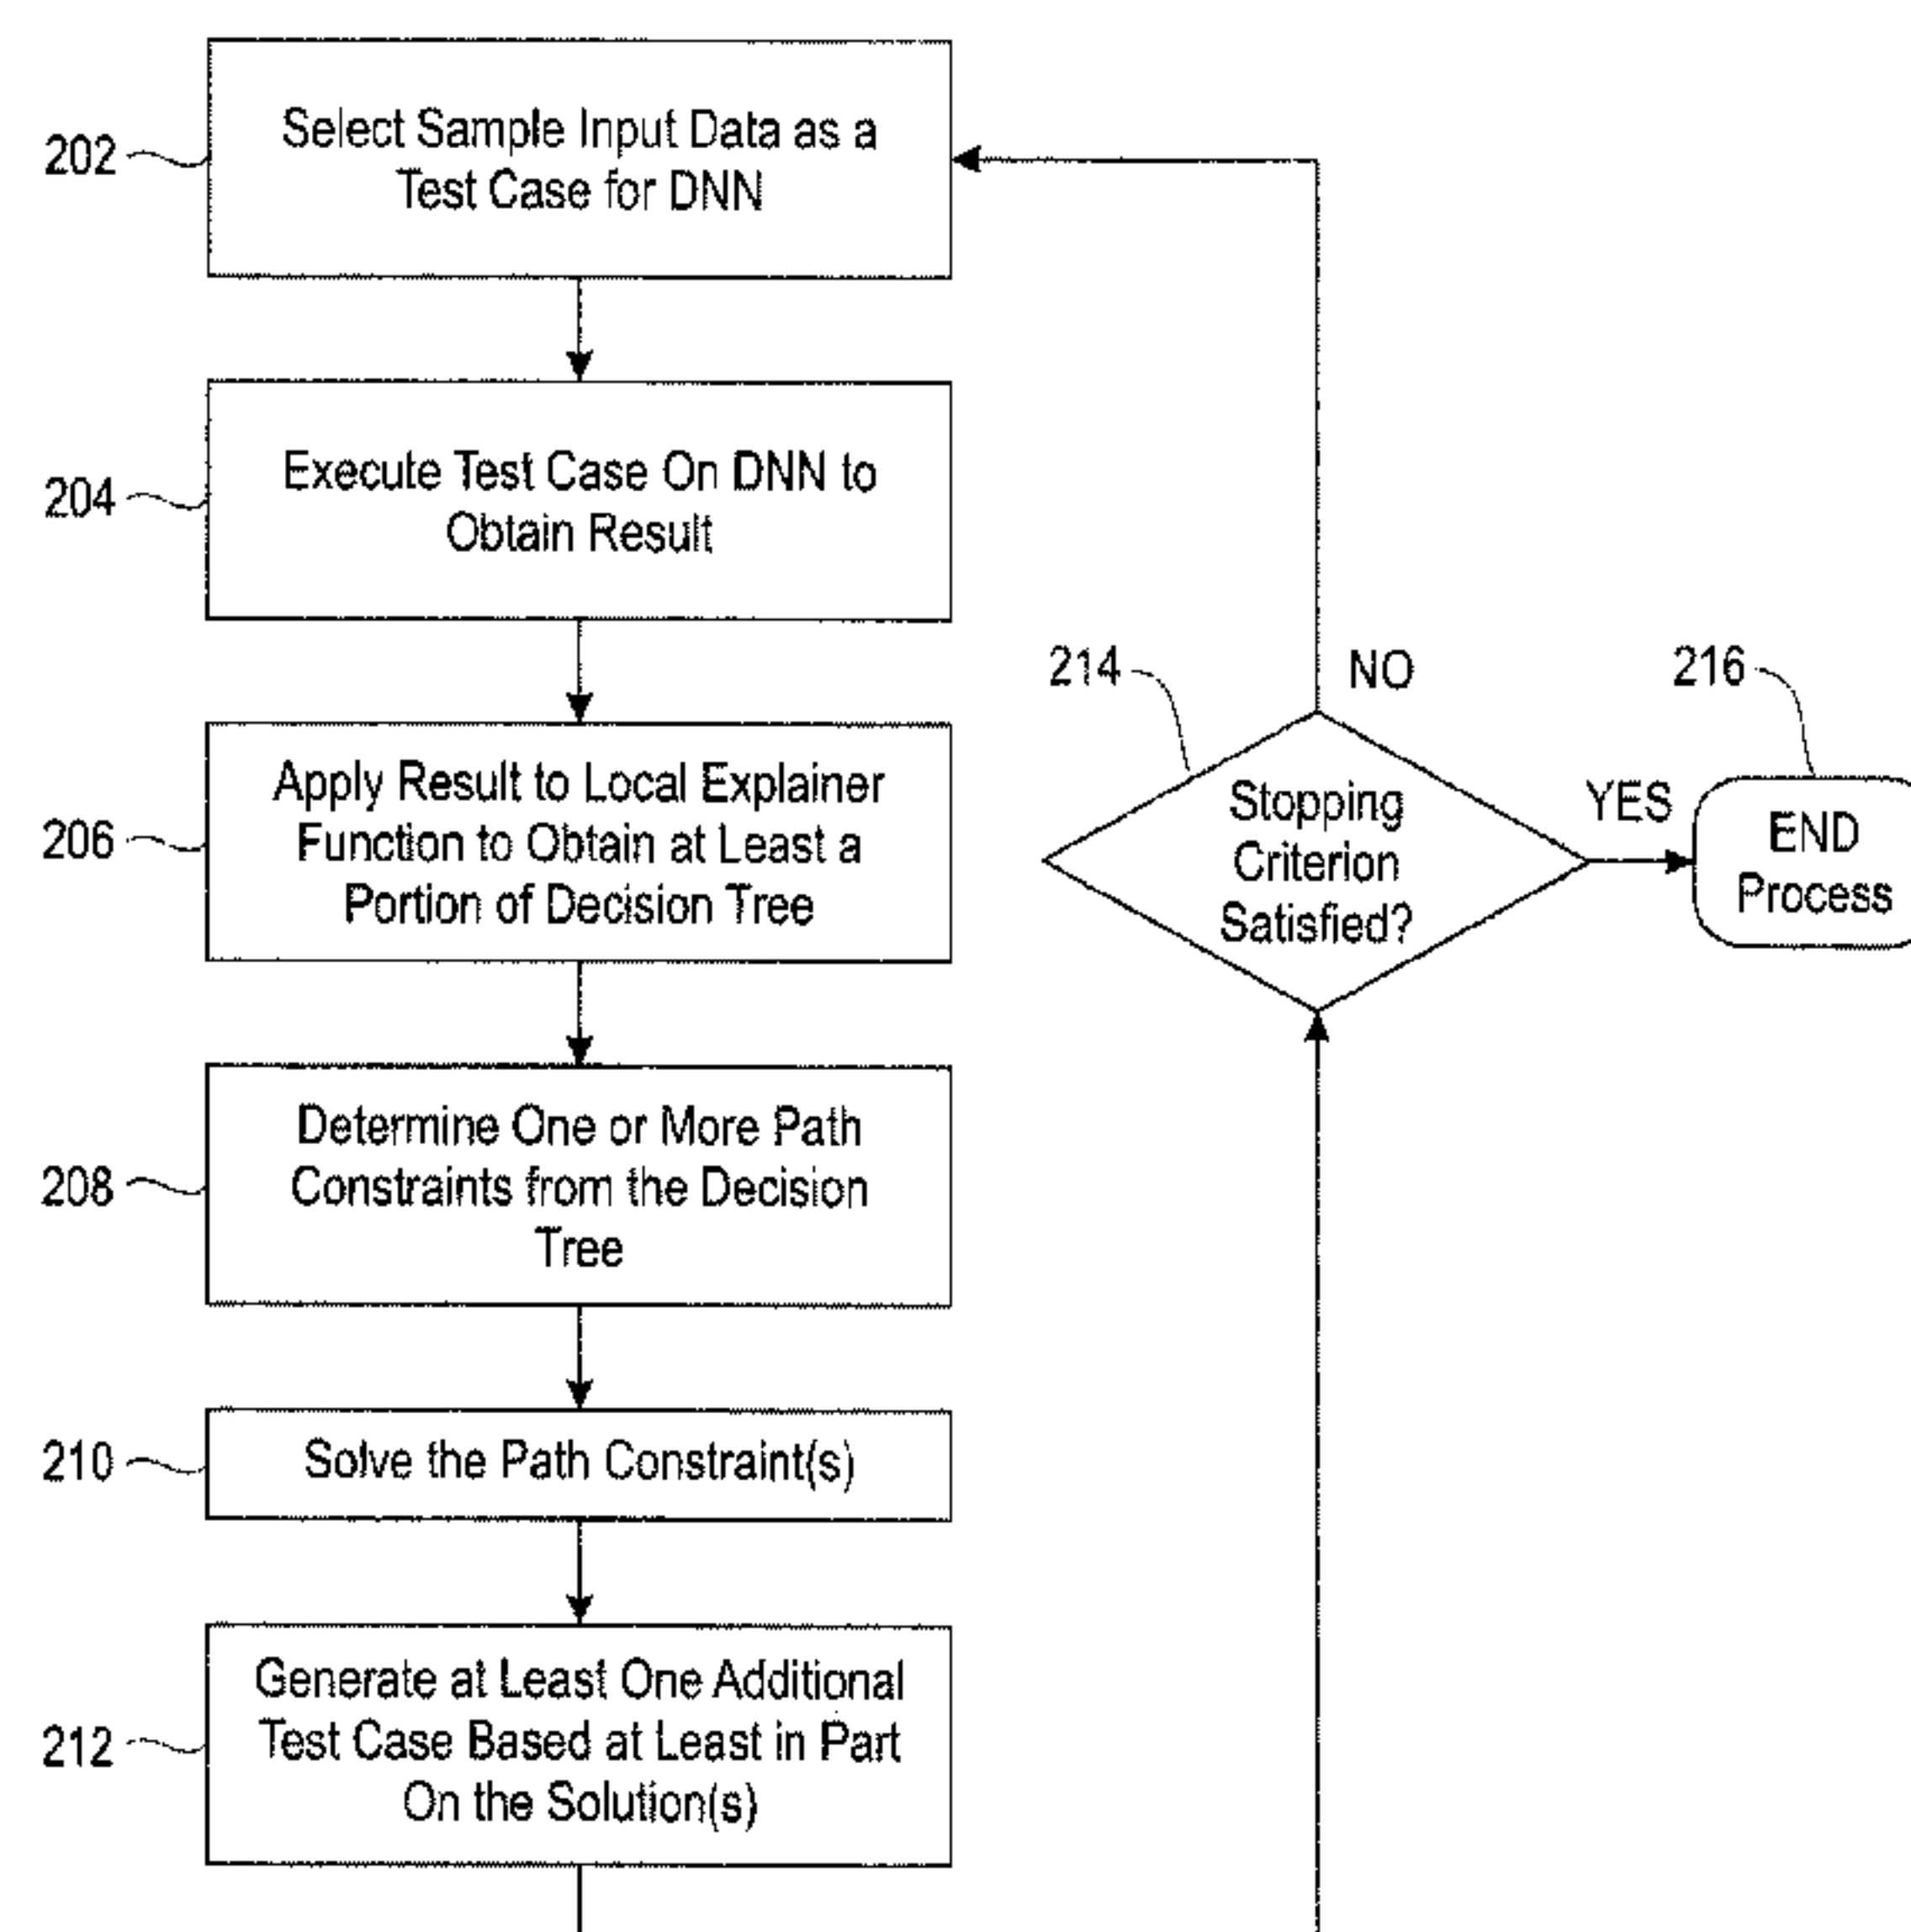 202
Select Sample Input Data as a
Test Case for DNN
204
Execute Test Case On DNN to
Obtain Result
206
Apply Result to Local Explainer
Function to Obtain at Least a
Portion of Decision Tree
208
Determine One or More Path
Constraints from the Decision
Tree
210
Solve the Path Constraint(s)
212
Generate at Least One Additional
Test Case Based at Least in Part
On the Solution(s)
214
NO
Stopping
Criterion
Satisfied?
YES
216
END
Process